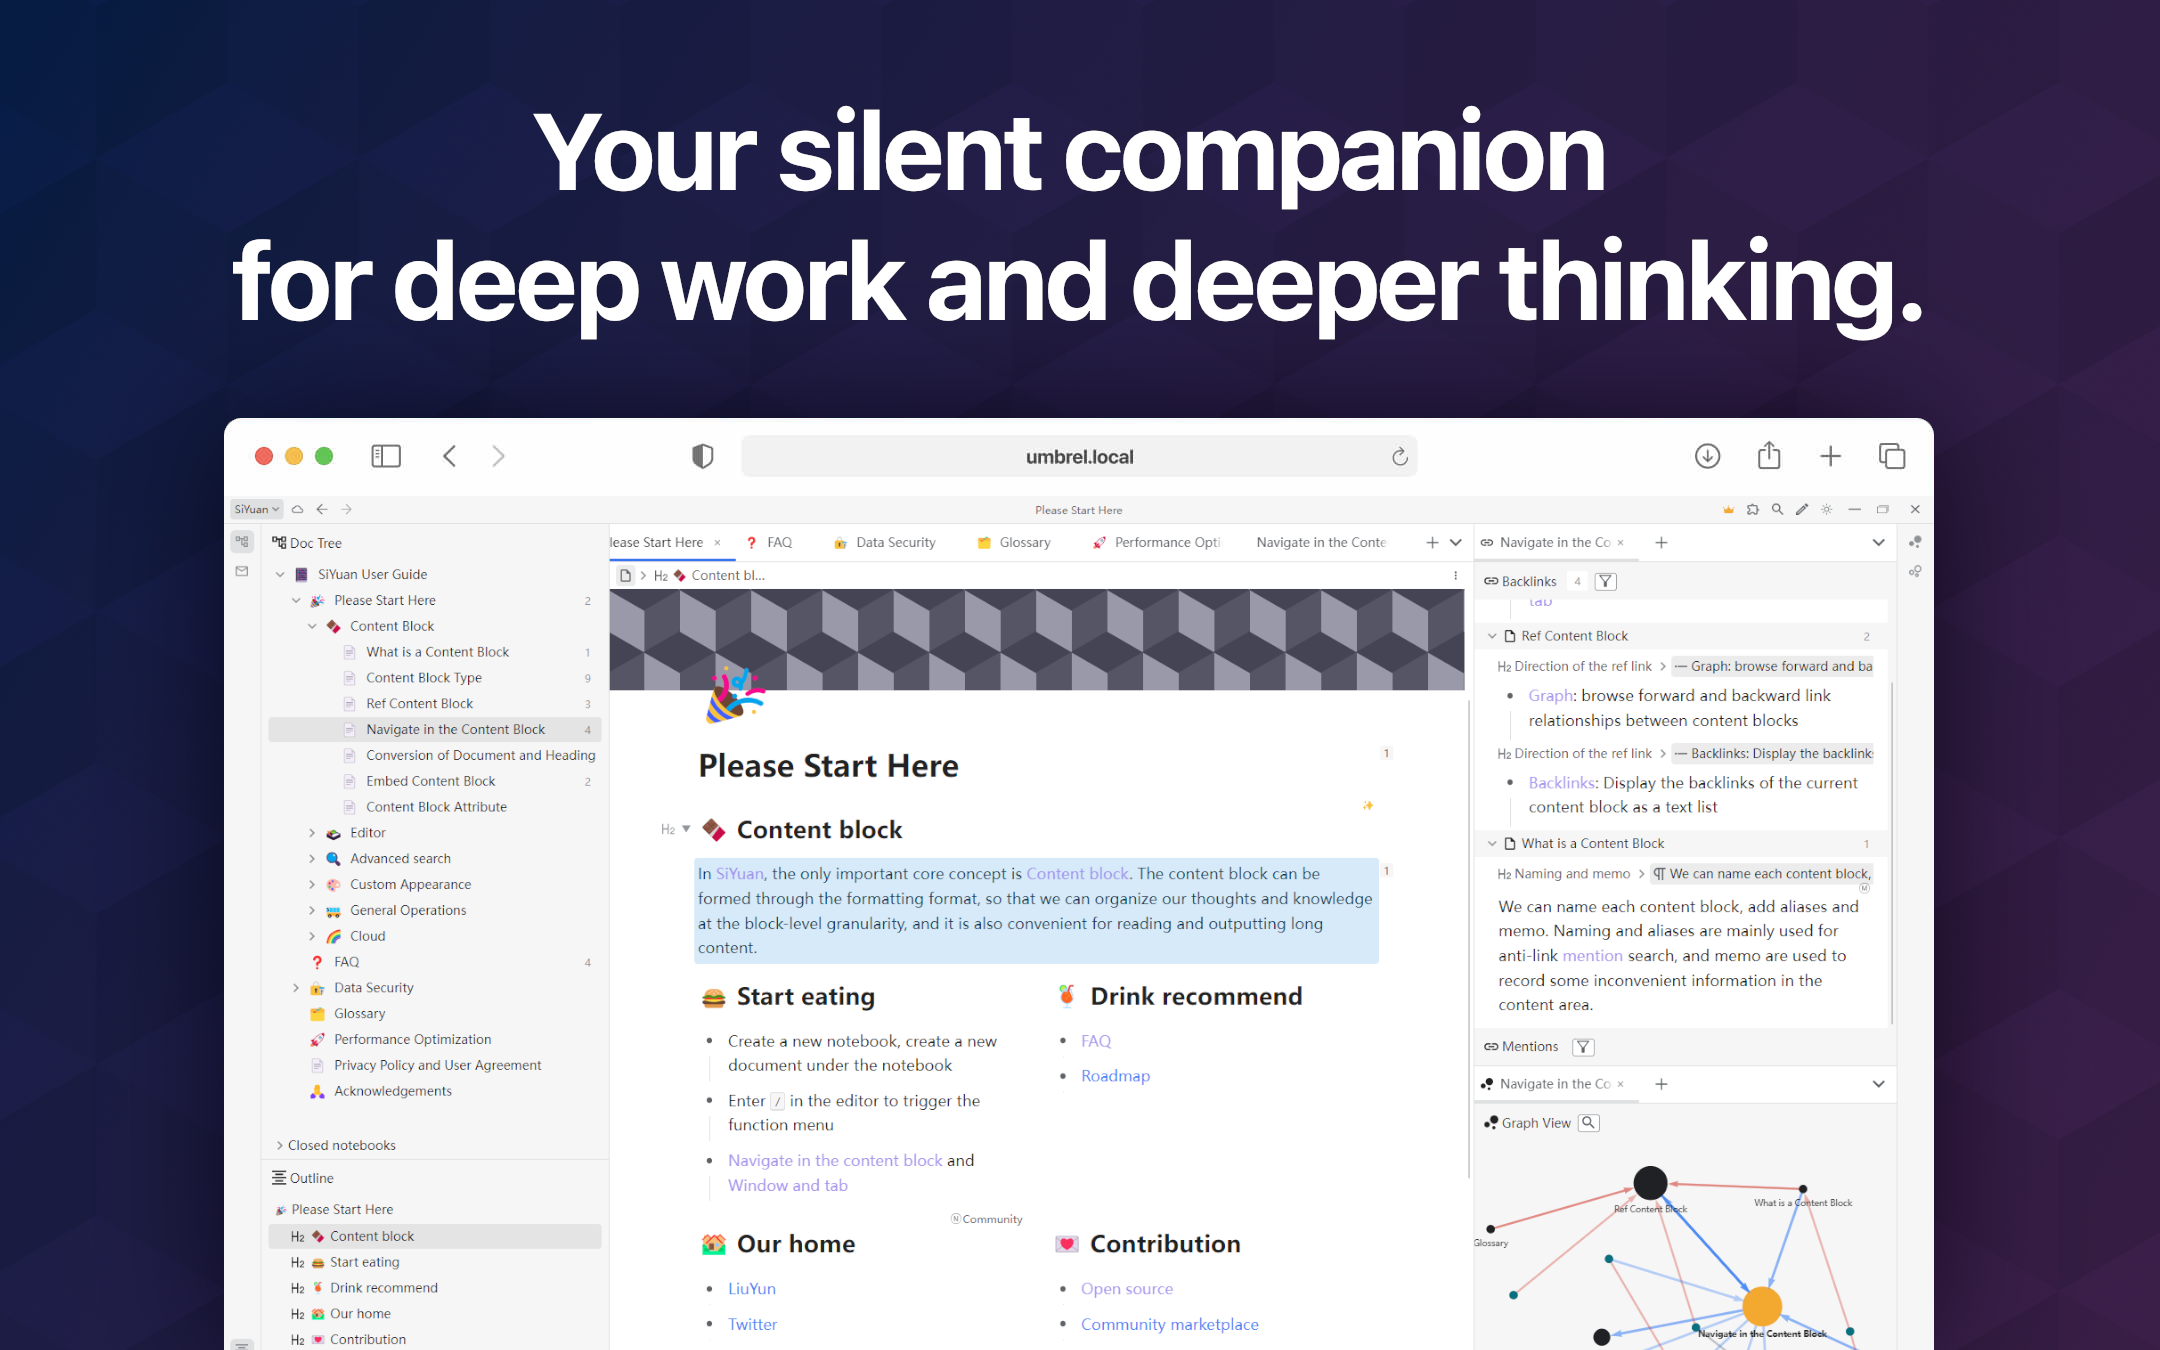 Your silent companion
for deep work and deeper thinking.
umbrel.local
SiYuan
Please Start Here
Doc Tree
SiYuan User Guide
Please Start Here 2
Content Block
What is a Content Block 1
Content Block Type 9
Ref Content Block 3
Navigate in the Content Block 4
Conversion of Document and Heading
Embed Content Block 2
Content Block Attribute
Editor
Advanced search
Custom Appearance
General Operations
Cloud
FAQ 4
Data Security
Glossary
Performance Optimization
Privacy Policy and User Agreement
Acknowledgements
Closed notebooks
Outline
Please Start Here
H2 Content block
H2 Start eating
H2 Drink recommend
H2 Our home
H2 Contribution
lease Start Here × FAQ Data Security Glossary Performance Opti Navigate in the Conte
H2 Content bl...
Please Start Here 1
H2 Content block
In SiYuan, the only important core concept is Content block. The content block can be 1
formed through the formatting format, so that we can organize our thoughts and knowledge
at the block-level granularity, and it is also convenient for reading and outputting long
content.
Start eating
• Create a new notebook, create a new
document under the notebook
• Enter / in the editor to trigger the
function menu
• Navigate in the content block and
Window and tab
Drink recommend
• FAQ
• Roadmap
N Community
Our home
• LiuYun
• Twitter
Contribution
• Open source
• Community marketplace
Navigate in the Co ×
Backlinks 4
tab
Ref Content Block 2
H2 Direction of the ref link > Graph: browse forward and ba
• Graph: browse forward and backward link
relationships between content blocks
H2 Direction of the ref link > Backlinks: Display the backlinks
• Backlinks: Display the backlinks of the current
content block as a text list
What is a Content Block 1
H2 Naming and memo > ¶ We can name each content block,
M
We can name each content block, add aliases and
memo. Naming and aliases are mainly used for
anti-link mention search, and memo are used to
record some inconvenient information in the
content area.
Mentions
Navigate in the Co ×
Graph View
What is a Content Block
Ref Content Block
Glossary
Navigate in the Content Block